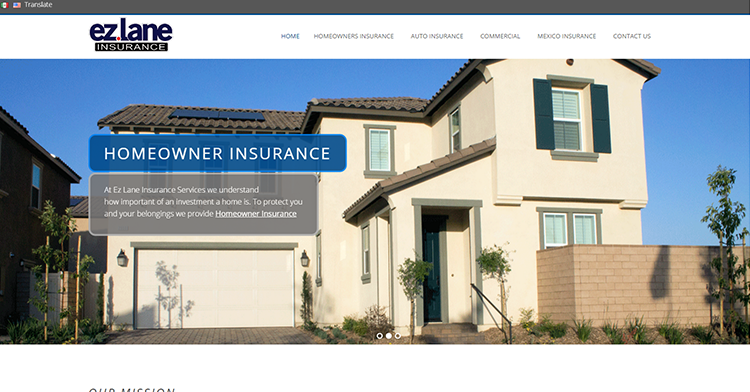 Translate
ez.lane
INSURANCE
HOME HOMEOWNERS INSURANCE AUTO INSURANCE COMMERCIAL MEXICO INSURANCE CONTACT US
HOMEOWNER INSURANCE
At Ez Lane Insurance Services we understand
how important of an investment a home is. To protect you
and your belongings we provide Homeowner Insurance
OUR MISSION